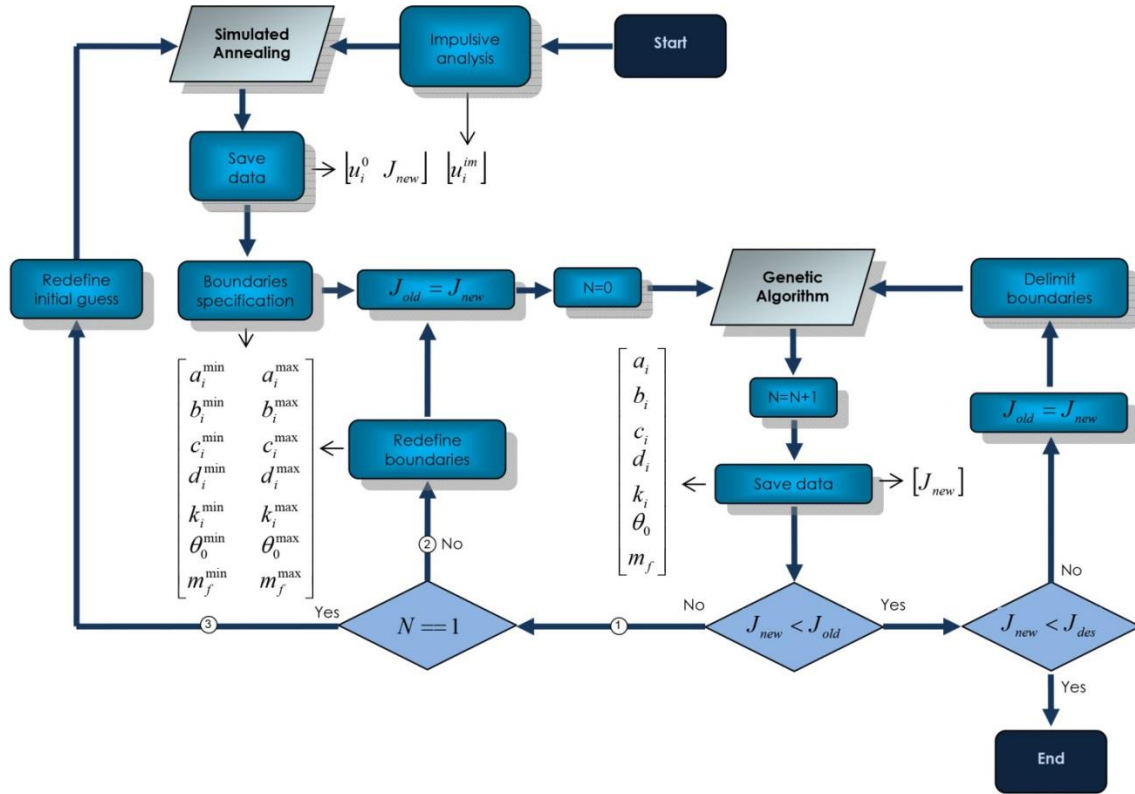 Start
Impulsive
analysis
Simulated
Annealing
Save
data
[u_i^0 J_new] [u_i^im]
Redefine
initial guess
Boundaries
specification
J_old = J_new
N=0
Genetic
Algorithm
Delimit
boundaries
a_i^min a_i^max
b_i^min b_i^max
c_i^min c_i^max
d_i^min d_i^max
k_i^min k_i^max
θ_0^min θ_0^max
m_f^min m_f^max
Redefine
boundaries
a_i
b_i
c_i
d_i
k_i
θ_0
m_f
N=N+1
Save data
[J_new]
J_old = J_new
2 No
Yes
3
N == 1
1
No
J_new < J_old
Yes
J_new < J_des
No
Yes
End